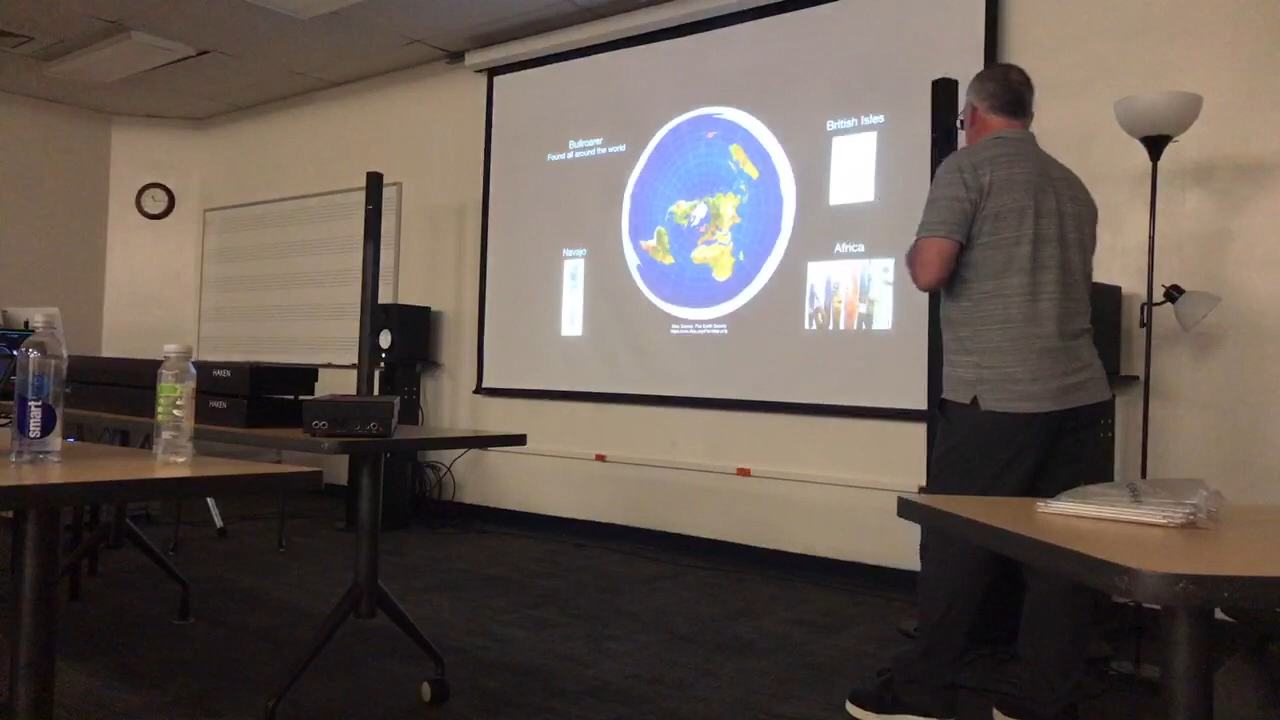 Bullroarer
Found all around the world
British Isles
Navajo
Africa
HAKEN
HAKEN
smart